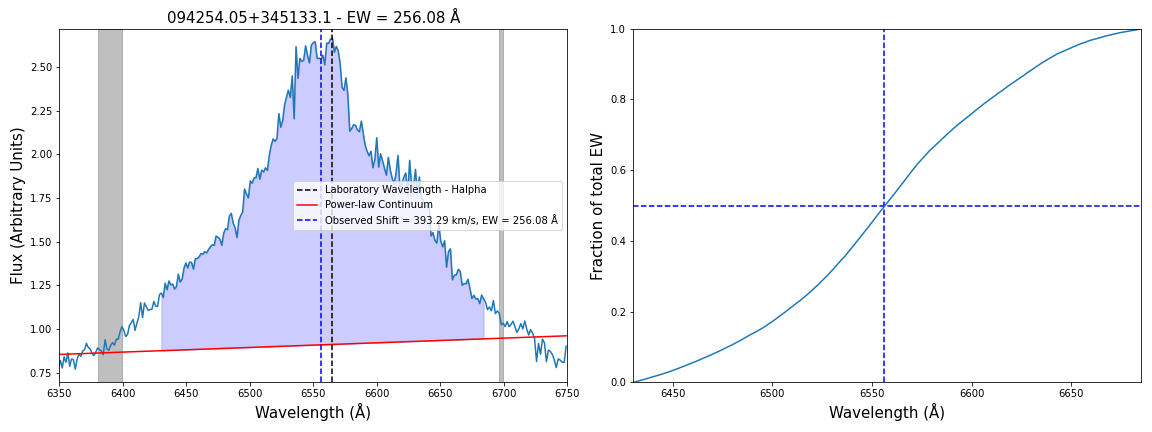 094254.05+345133.1 - EW = 256.08 Å
Flux (Arbitrary Units)
2.50
2.25
2.00
1.75
1.50
1.25
1.00
0.75
Laboratory Wavelength - Halpha
Power-law Continuum
Observed Shift = 393.29 km/s, EW = 256.08 Å
6350 6400 6450 6500 6550 6600 6650 6700 6750
Wavelength (Å)
Fraction of total EW
1.0
0.8
0.6
0.4
0.2
0.0
6450 6500 6550 6600 6650
Wavelength (Å)